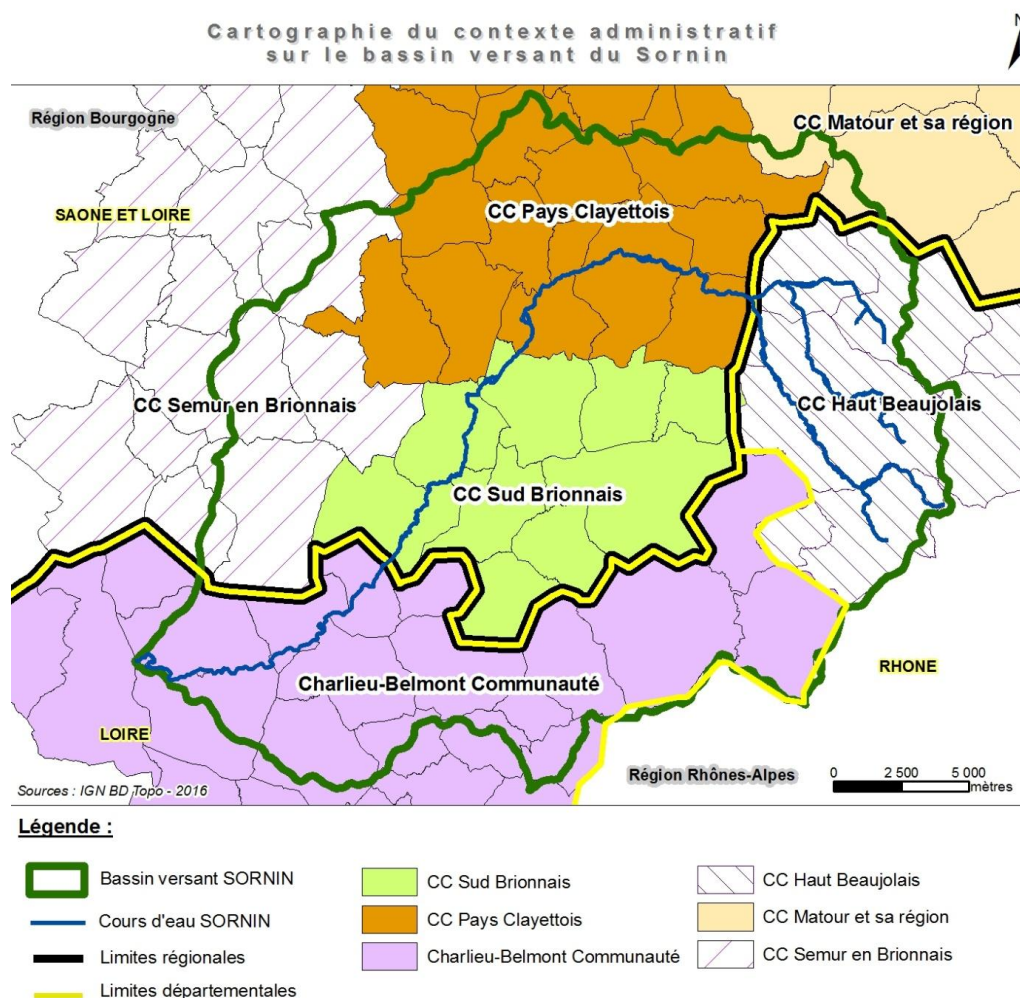 Cartographie du contexte administratif
sur le bassin versant du Sornin
N
Région Bourgogne
CC Matour et sa région
SAONE ET LOIRE
CC Pays Clayettois
CC Semur en Brionnais
CC Haut Beaujolais
CC Sud Brionnais
Charlieu-Belmont Communauté
RHONE
LOIRE
Région Rhônes-Alpes
0 2 500 5 000
mètres
Sources : IGN BD Topo - 2016
Légende :
Bassin versant SORNIN
Cours d'eau SORNIN
Limites régionales
Limites départementales
CC Sud Brionnais
CC Pays Clayettois
Charlieu-Belmont Communauté
CC Haut Beaujolais
CC Matour et sa région
CC Semur en Brionnais